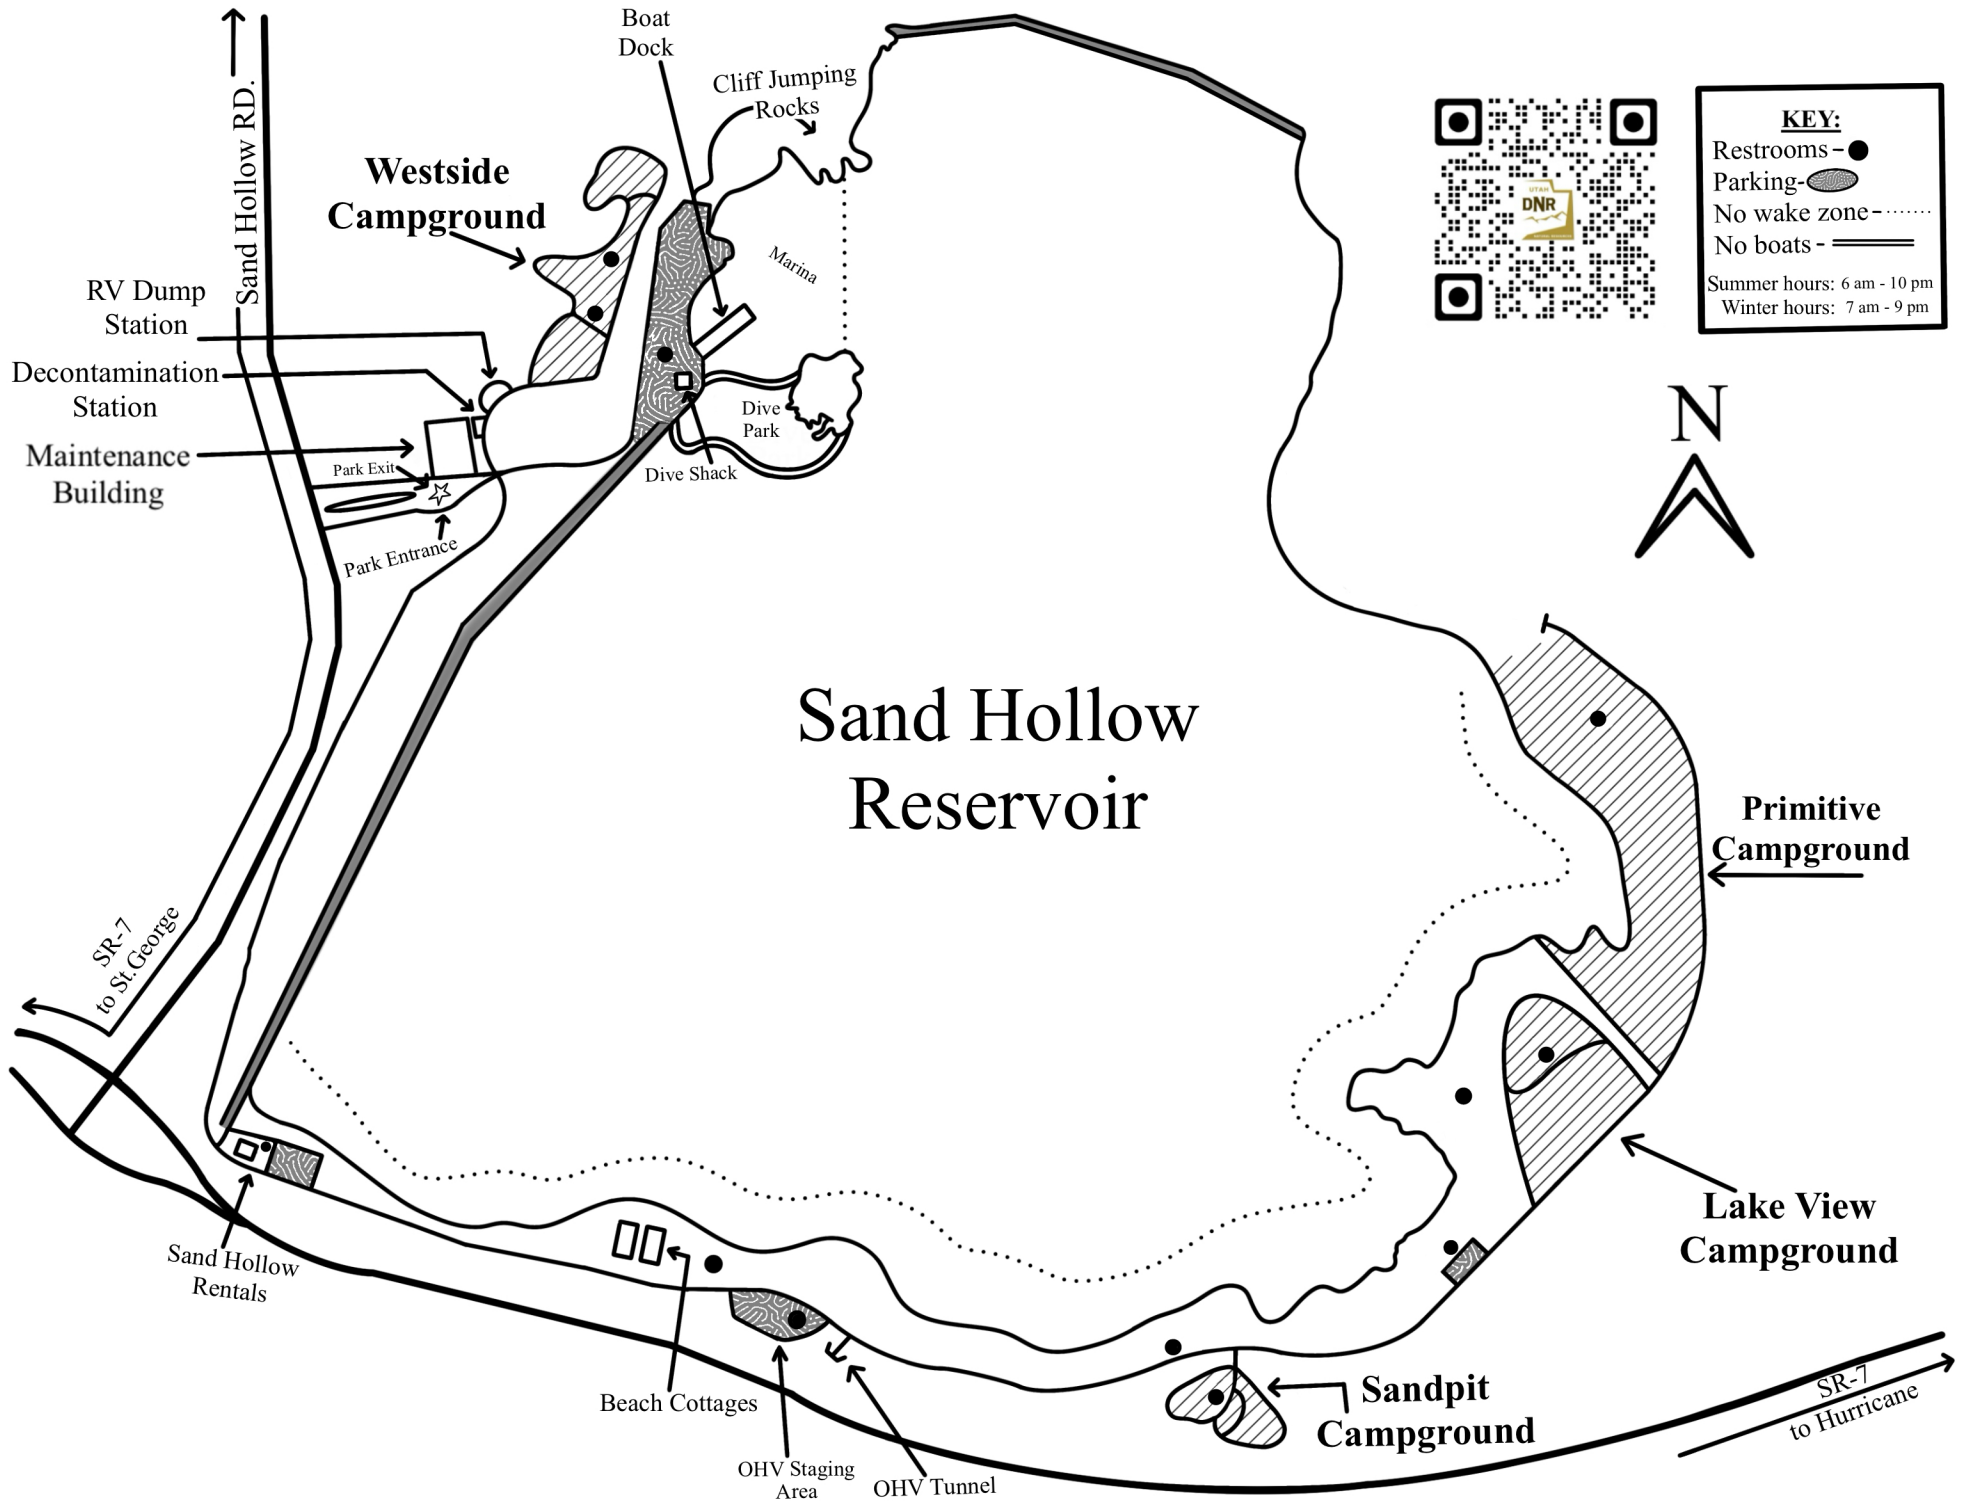 Boat
Dock
Cliff Jumping
Rocks
Sand Hollow RD.
Westside
Campground
Marina
RV Dump
Station
Decontamination
Station
Maintenance
Building
Park Exit
Park Entrance
Dive
Park
Dive Shack
UTAH
DNR
KEY:
Restrooms -
Parking-
No wake zone -
No boats -
Summer hours: 6 am - 10 pm
Winter hours: 7 am - 9 pm
N
Sand Hollow
Reservoir
Primitive
Campground
SR-7
to St.George
Lake View
Campground
Sand Hollow
Rentals
Beach Cottages
OHV Staging
Area
OHV Tunnel
Sandpit
Campground
SR-7
to Hurricane